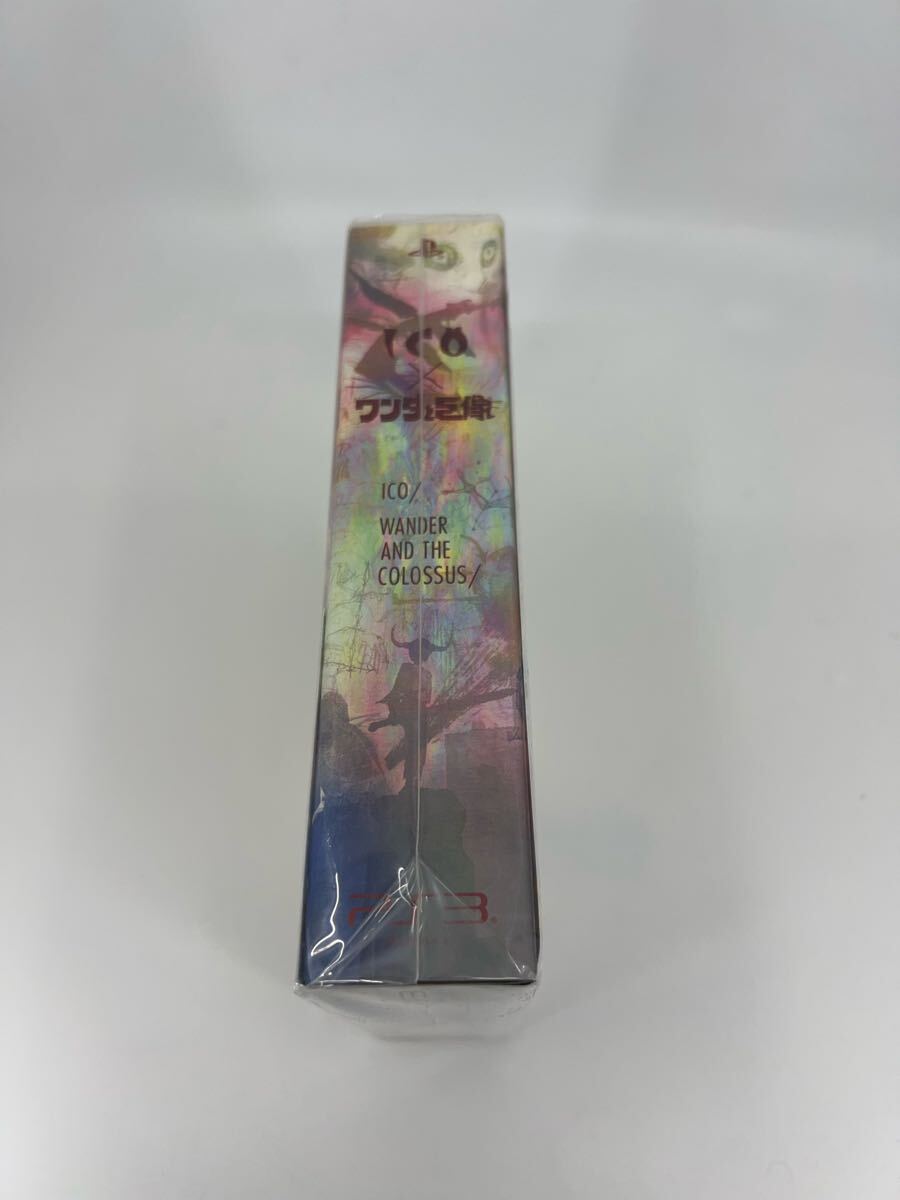 ICO
×
ワンダと巨像
ICO/
WANDER
AND THE
COLOSSUS/
PS3